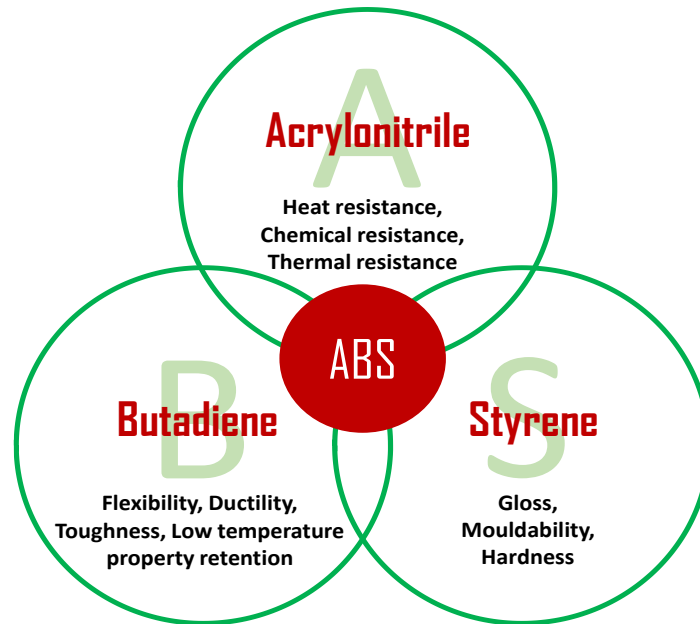 A
Acrylonitrile
Heat resistance,
Chemical resistance,
Thermal resistance
ABS
B
Butadiene
Flexibility, Ductility,
Toughness, Low temperature
property retention
S
Styrene
Gloss,
Mouldability,
Hardness